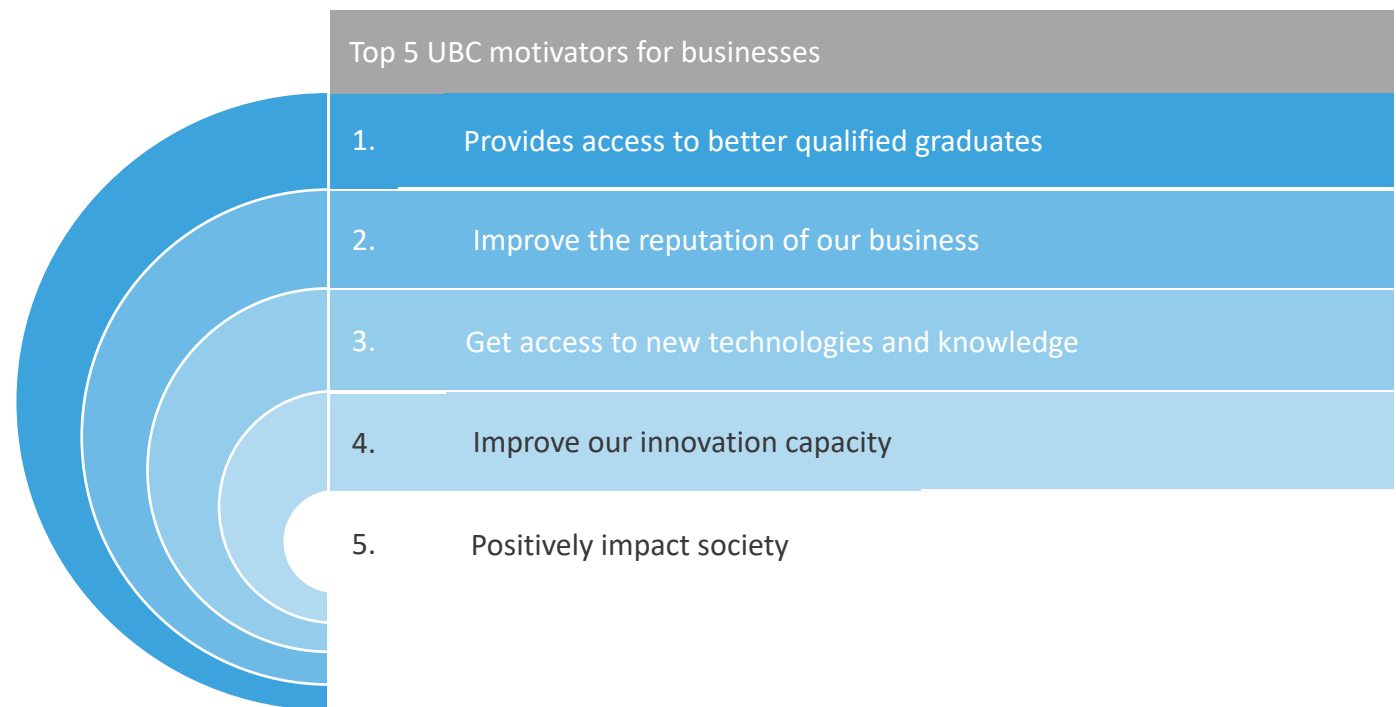 Top 5 UBC motivators for businesses
1. Provides access to better qualified graduates
2. Improve the reputation of our business
3. Get access to new technologies and knowledge
4. Improve our innovation capacity
5. Positively impact society